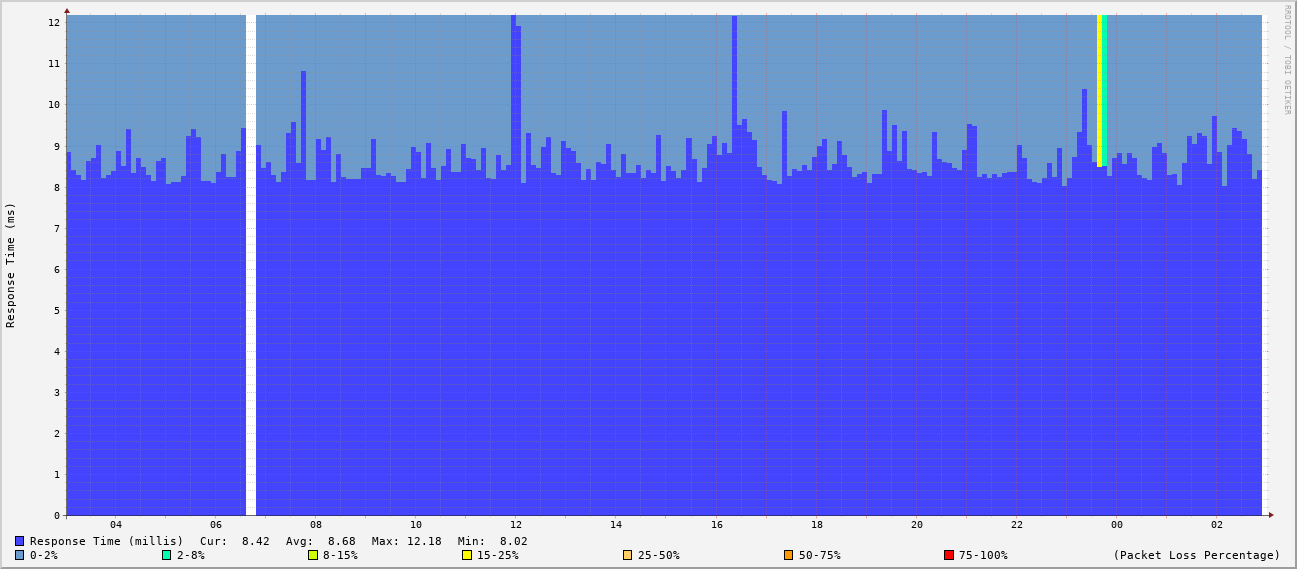 RRDTOOL / TOBI OETIKER
12
11
10
9
8
7
6
5
4
3
2
1
0
Response Time (ms)
04 06 08 10 12 14 16 18 20 22 00 02
Response Time (millis) Cur: 8.42 Avg: 8.68 Max: 12.18 Min: 8.02
0-2% 2-8% 8-15% 15-25% 25-50% 50-75% 75-100% (Packet Loss Percentage)